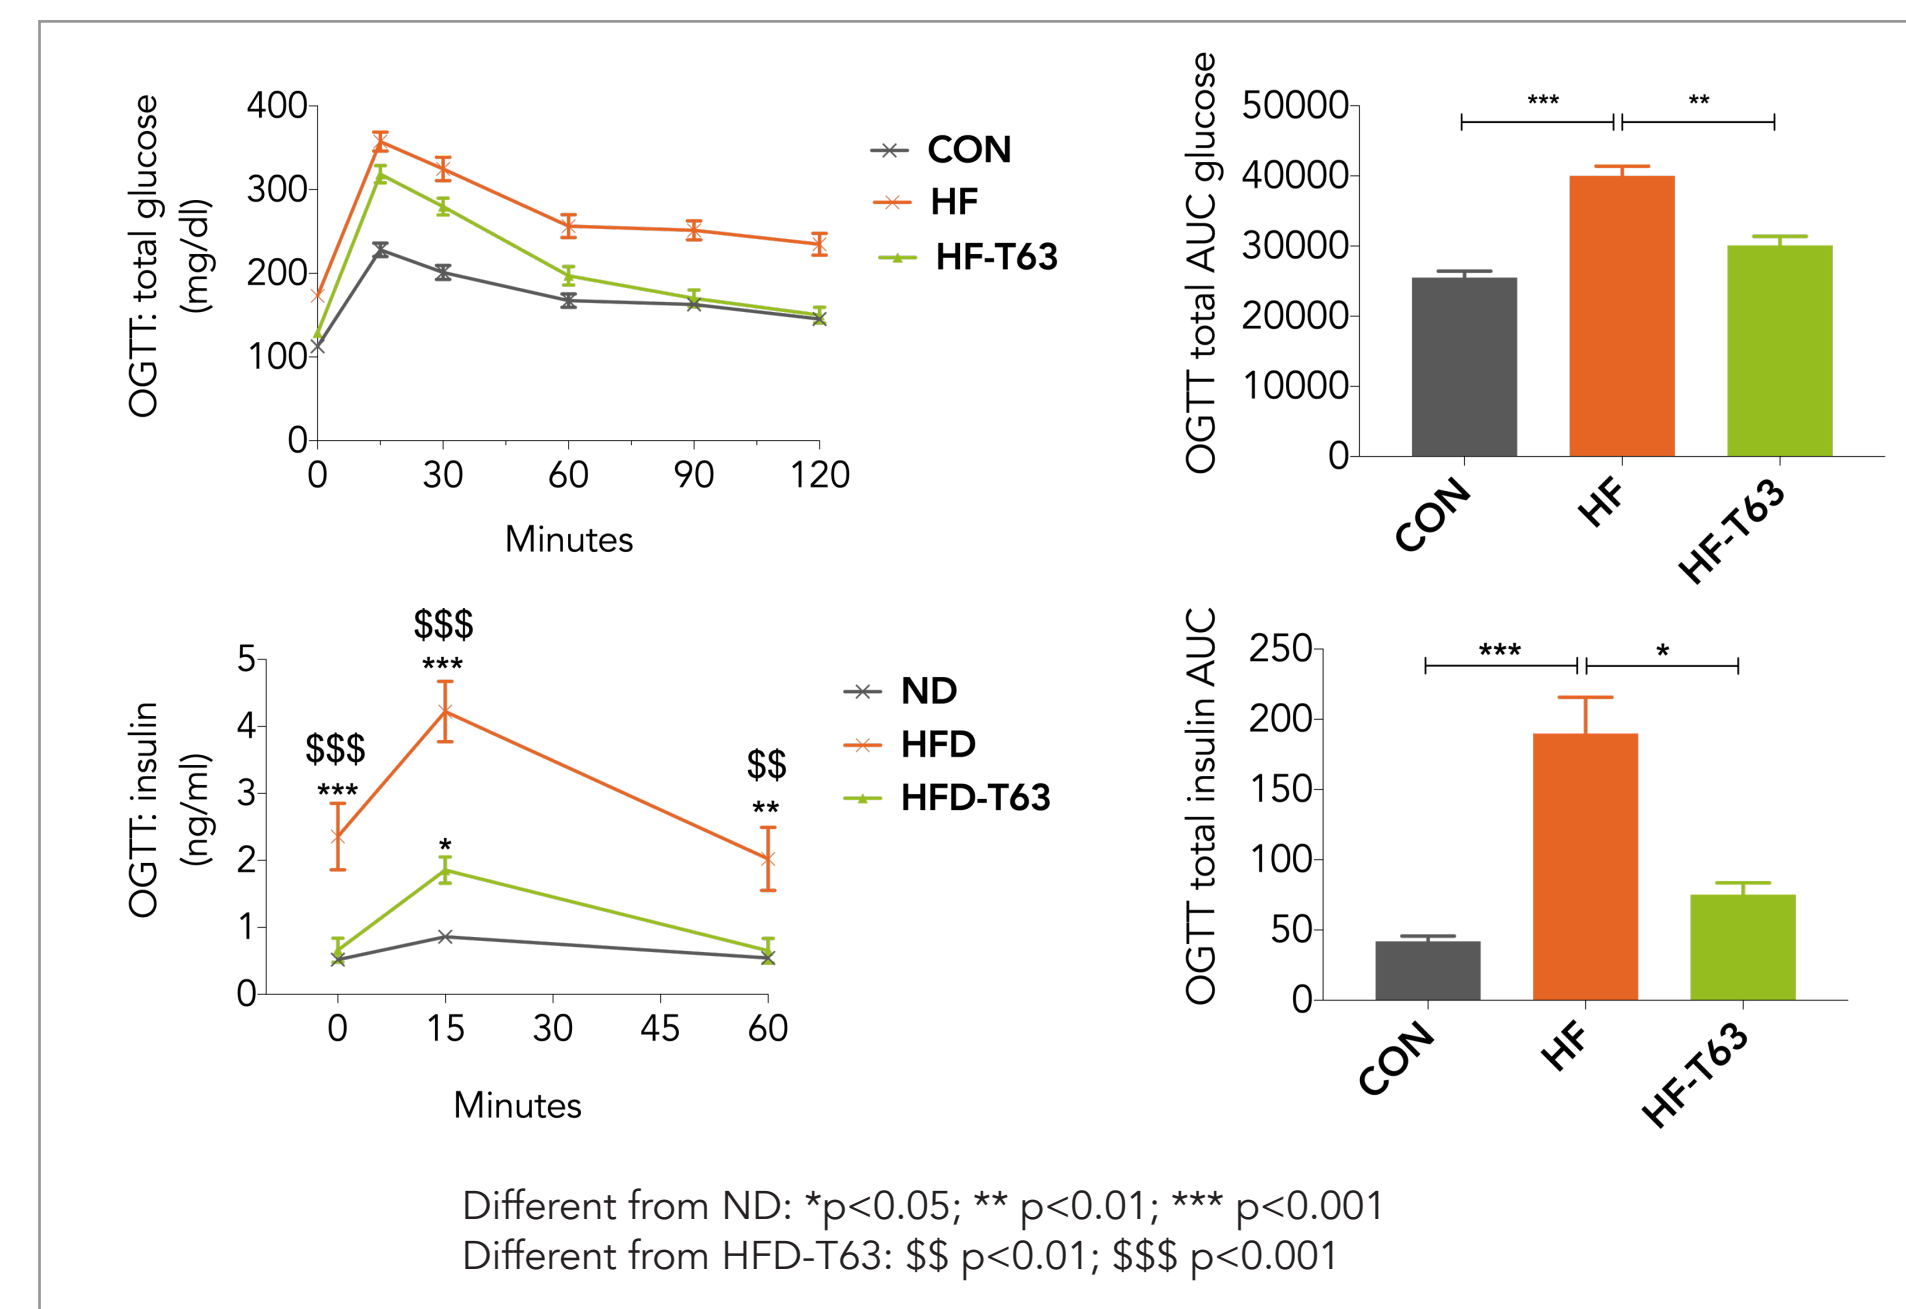 OGTT: total glucose
(mg/dl)
400
300
200
100
0
0 30 60 90 120
Minutes
CON
HF
HF-T63
OGTT total AUC glucose
50000
40000
30000
20000
10000
0
*** **
CON HF HF-T63
OGTT: insulin
(ng/ml)
5
4
3
2
1
0
$$$
***
$$$
***
*
$$
**
0 15 30 45 60
Minutes
ND
HFD
HFD-T63
OGTT total insulin AUC
250
200
150
100
50
0
*** *
CON HF HF-T63
Different from ND: *p<0.05; ** p<0.01; *** p<0.001
Different from HFD-T63: $$ p<0.01; $$$ p<0.001